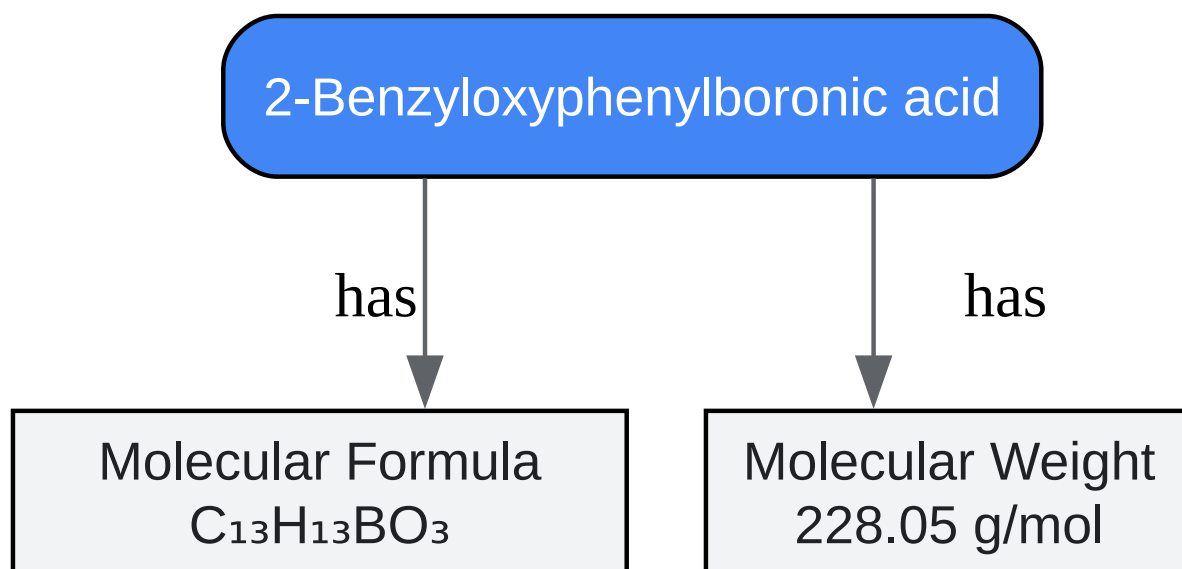 2-Benzyloxyphenylboronic acid
has
has
Molecular Formula
C₁₃H₁₃BO₃
Molecular Weight
228.05 g/mol